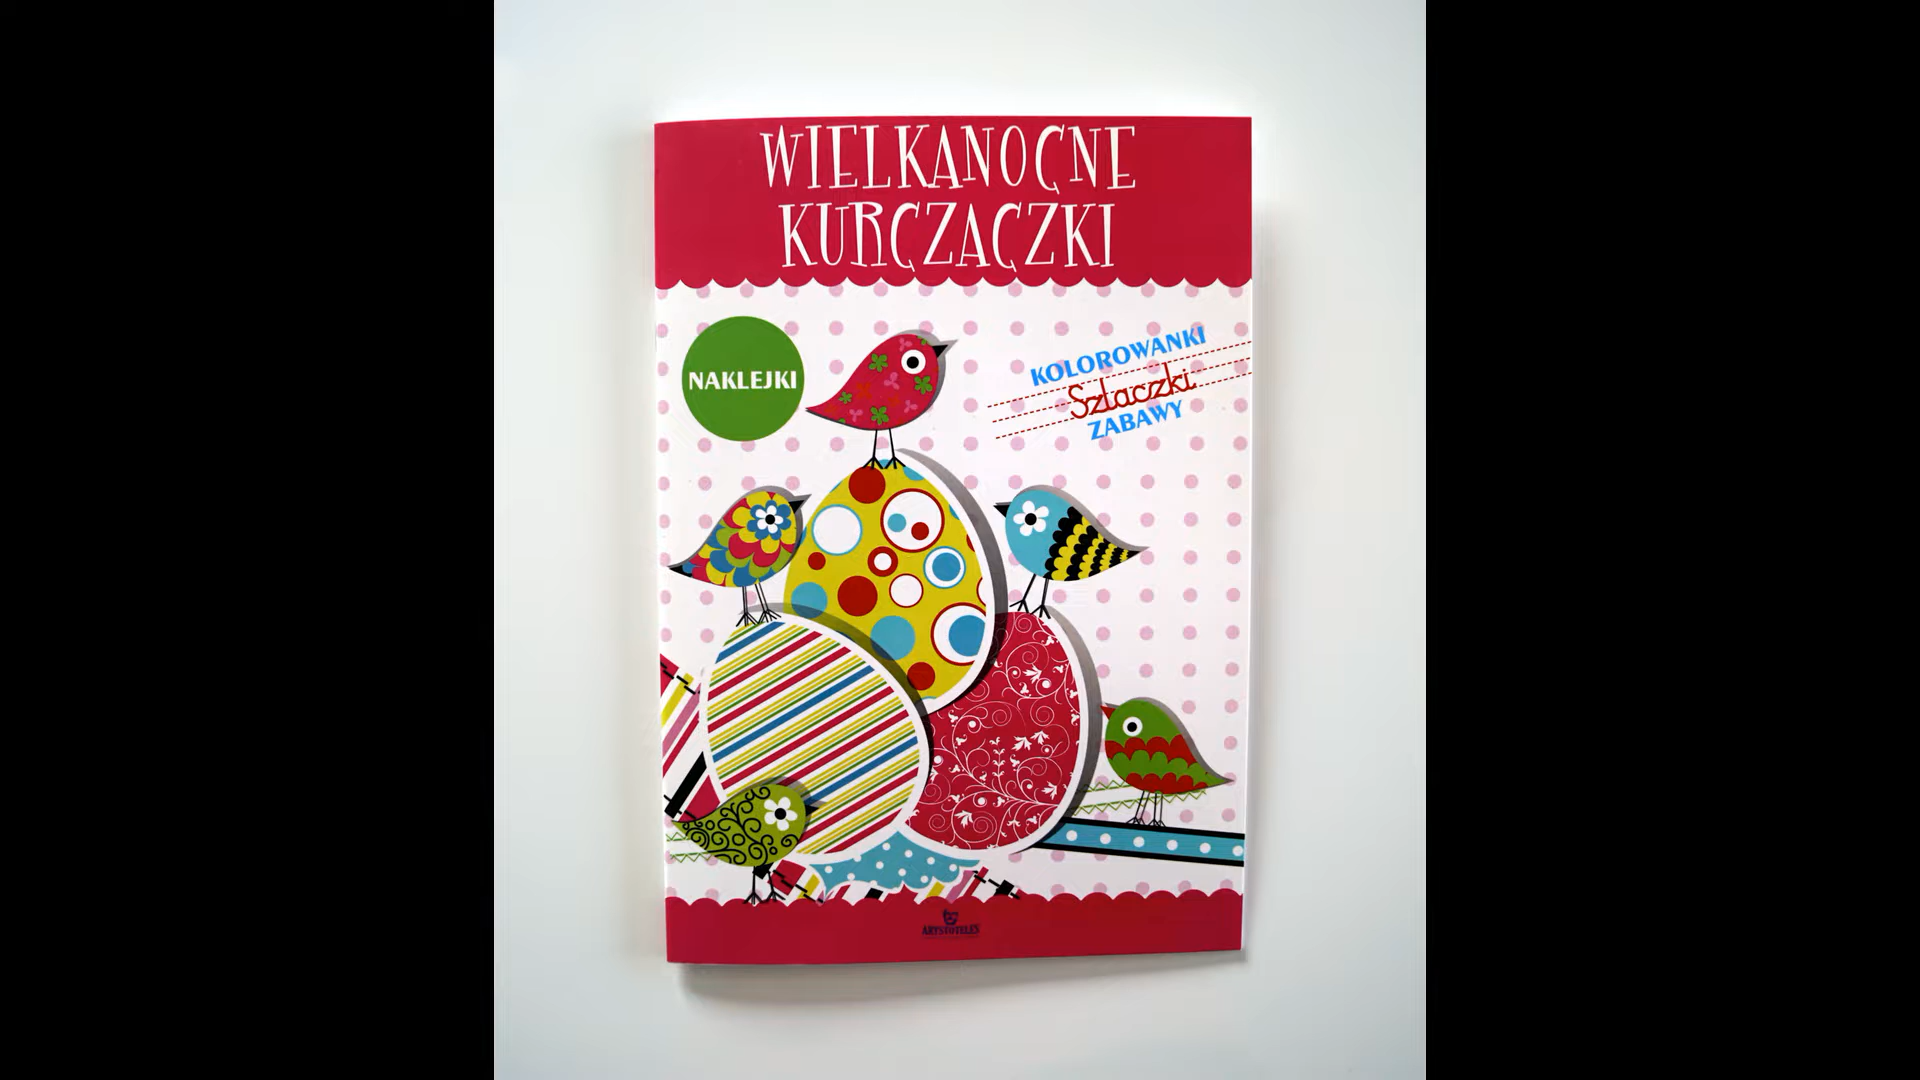 WIELKANOCNE
KURCZACZKI
NAKLEJKI
KOLOROWANKI
Szlaczki
ZABAWY
ARYSTOTELES